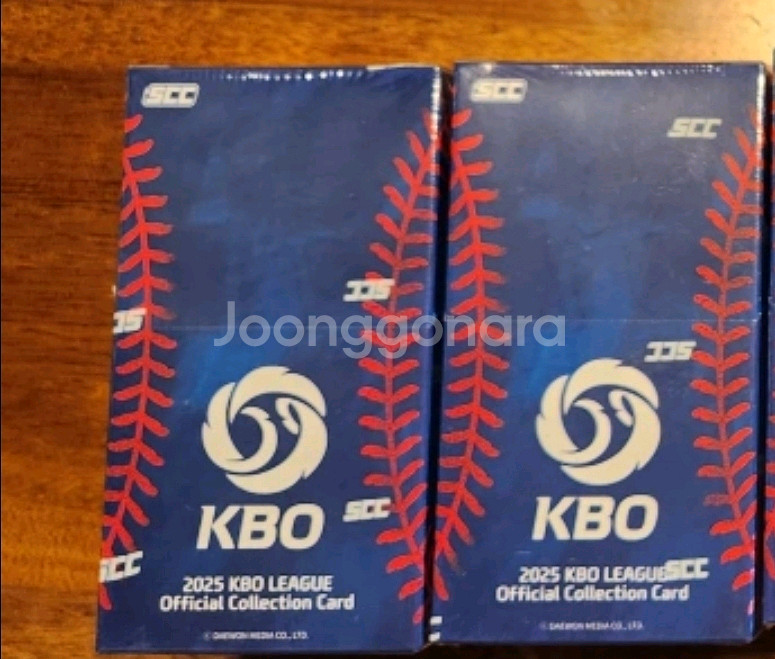 SCC
SCC
SCC
SCC
SCC
Joonggonara
SCC
KBO
SCC
SCC
2025 KBO LEAGUE
Official Collection Card
© DAEWON MEDIA CO., LTD.
KBO
2025 KBO LEAGUE
SCC
Official Collection Card
© DAEWON MEDIA CO., LTD.